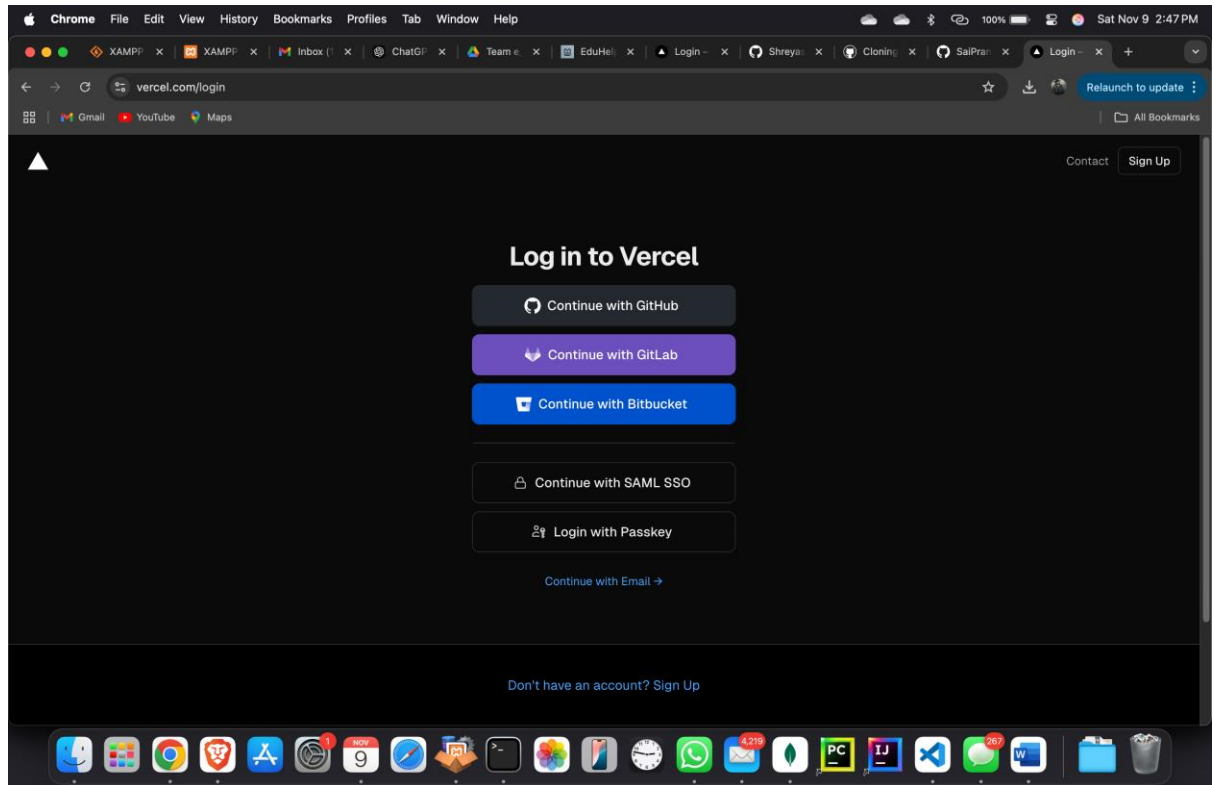 Chrome File Edit View History Bookmarks Profiles Tab Window Help 100% Sat Nov 9 2:47 PM
XAMPP XAMPP Inbox (1 ChatGP Team e. EduHel Login – Shreyas Cloning SaiPran Login –
vercel.com/login Relaunch to update
Gmail YouTube Maps All Bookmarks
Contact Sign Up
Log in to Vercel
Continue with GitHub
Continue with GitLab
Continue with Bitbucket
Continue with SAML SSO
Login with Passkey
Continue with Email →
Don't have an account? Sign Up
1 NOV 9 4,219 PC IJ 267 W